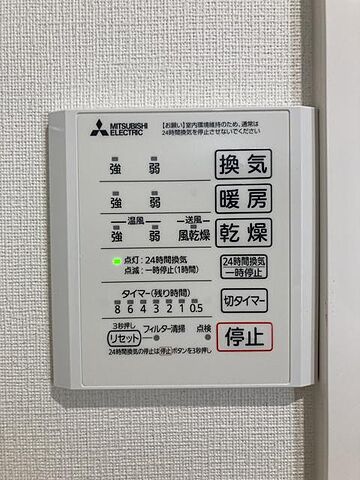 MITSUBISHI
ELECTRIC
【お願い】室内環境維持のため、通常は
24時間換気を停止させないでください
強 弱 換気
強 弱 暖房
温風 送風
強 弱 風乾燥 乾燥
点灯:24時間換気
点滅:一時停止(1時間)
24時間換気
一時停止
タイマー(残り時間)
8 6 4 3 2 1 0.5
切タイマー
3秒押し
リセット フィルター清掃 点検
停止
24時間換気の停止は停止ボタンを3秒押し